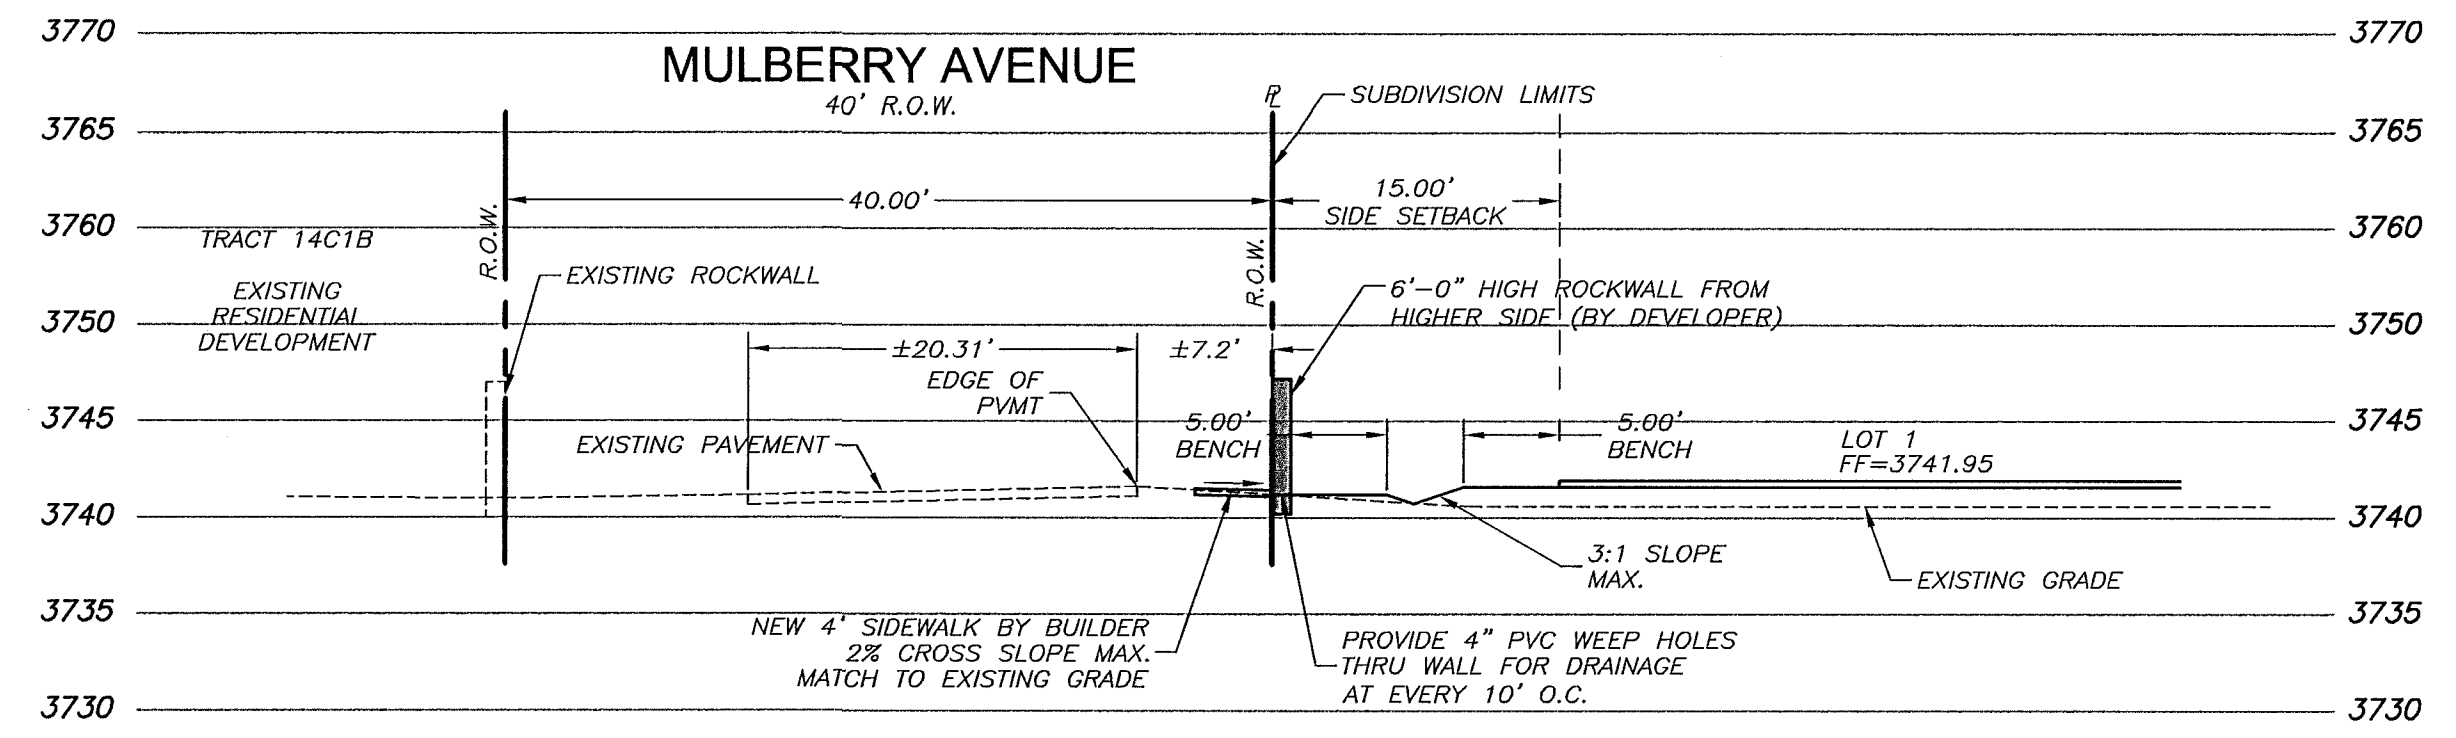 3770 3770
MULBERRY AVENUE
40' R.O.W.
PL SUBDIVISION LIMITS
3765 3765
40.00' 15.00'
SIDE SETBACK
3760 3760
TRACT 14C1B
R.O.W. R.O.W.
EXISTING ROCKWALL
EXISTING
RESIDENTIAL
DEVELOPMENT
6'-0" HIGH ROCKWALL FROM
HIGHER SIDE (BY DEVELOPER)
3750 3750
±20.31' ±7.2'
EDGE OF
PVMT
3745 3745
5.00'
BENCH
5.00'
BENCH
EXISTING PAVEMENT
LOT 1
FF=3741.95
3740 3740
3:1 SLOPE
MAX.
EXISTING GRADE
3735 3735
NEW 4' SIDEWALK BY BUILDER
2% CROSS SLOPE MAX.
MATCH TO EXISTING GRADE
PROVIDE 4" PVC WEEP HOLES
THRU WALL FOR DRAINAGE
AT EVERY 10' O.C.
3730 3730